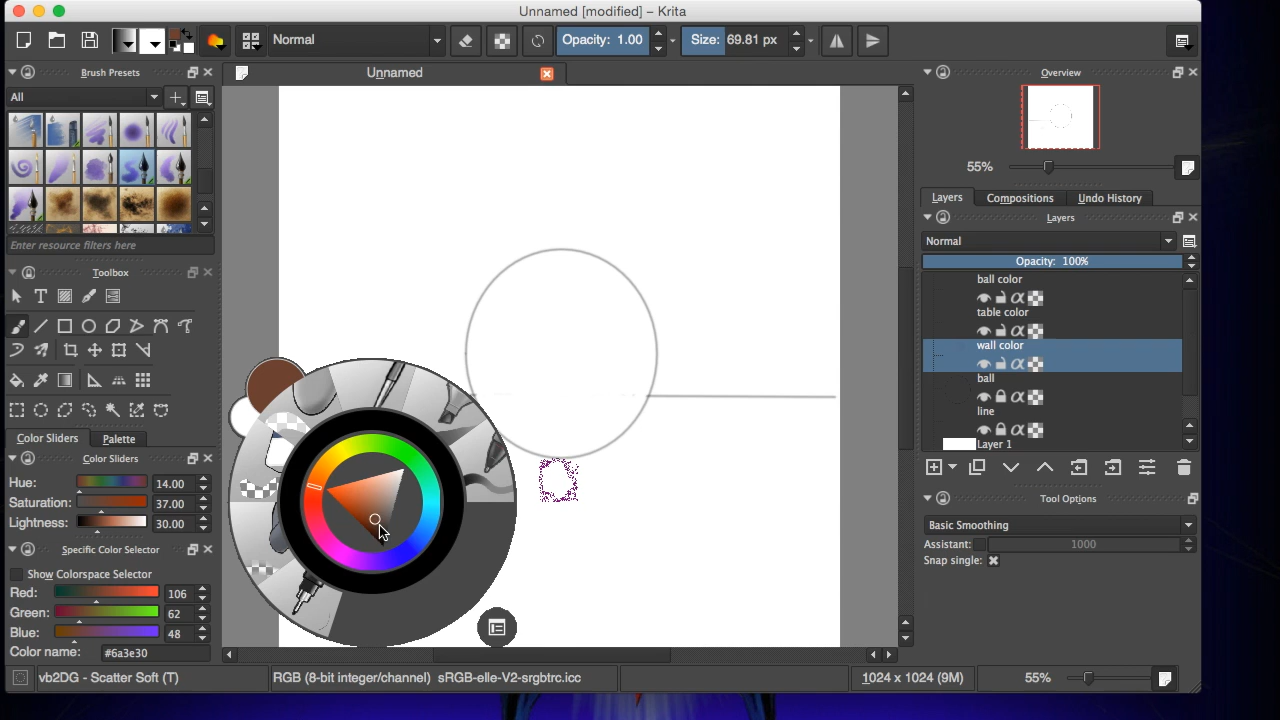 Unnamed [modified] – Krita
Normal
Opacity: 1.00
Size: 69.81 px
Brush Presets
Unnamed
Overview
All
55%
Layers
Compositions
Undo History
Layers
Enter resource filters here
Normal
Opacity: 100%
Toolbox
ball color
table color
wall color
ball
line
Layer 1
Color Sliders
Palette
Color Sliders
Hue: 14.00
Saturation: 37.00
Lightness: 30.00
Tool Options
Basic Smoothing
Assistant: 1000
Snap single:
Specific Color Selector
Show Colorspace Selector
Red: 106
Green: 62
Blue: 48
Color name: #6a3e30
vb2DG - Scatter Soft (T)
RGB (8-bit integer/channel) sRGB-elle-V2-srgbtrc.icc
1024 x 1024 (9M)
55%